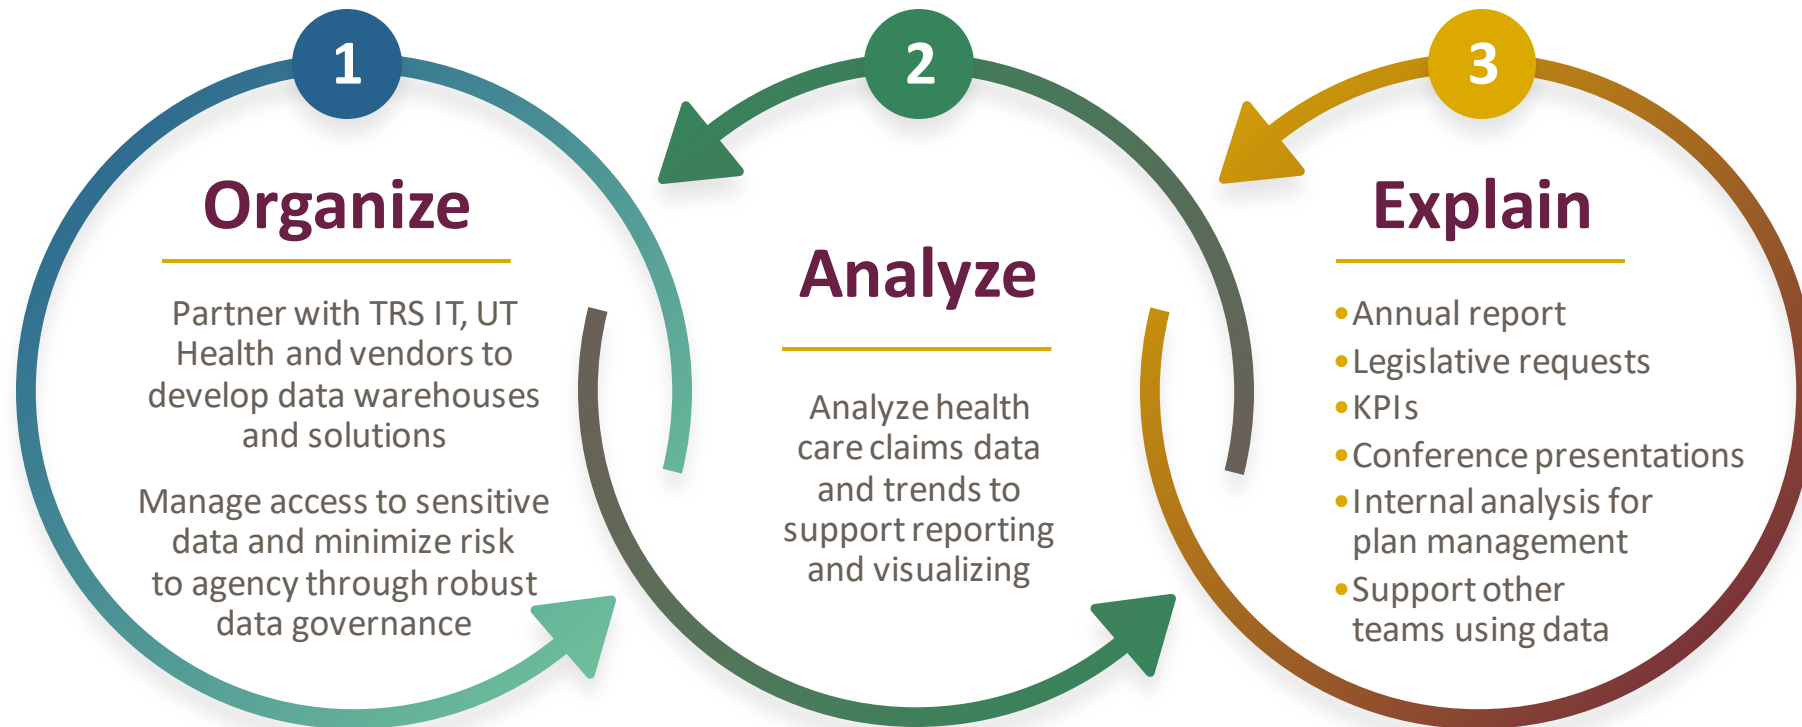 1
Organize
Partner with TRS IT, UT
Health and vendors to
develop data warehouses
and solutions
Manage access to sensitive
data and minimize risk
to agency through robust
data governance
2
Analyze
Analyze health
care claims data
and trends to
support reporting
and visualizing
3
Explain
•Annual report
•Legislative requests
•KPIs
•Conference presentations
•Internal analysis for
plan management
•Support other
teams using data